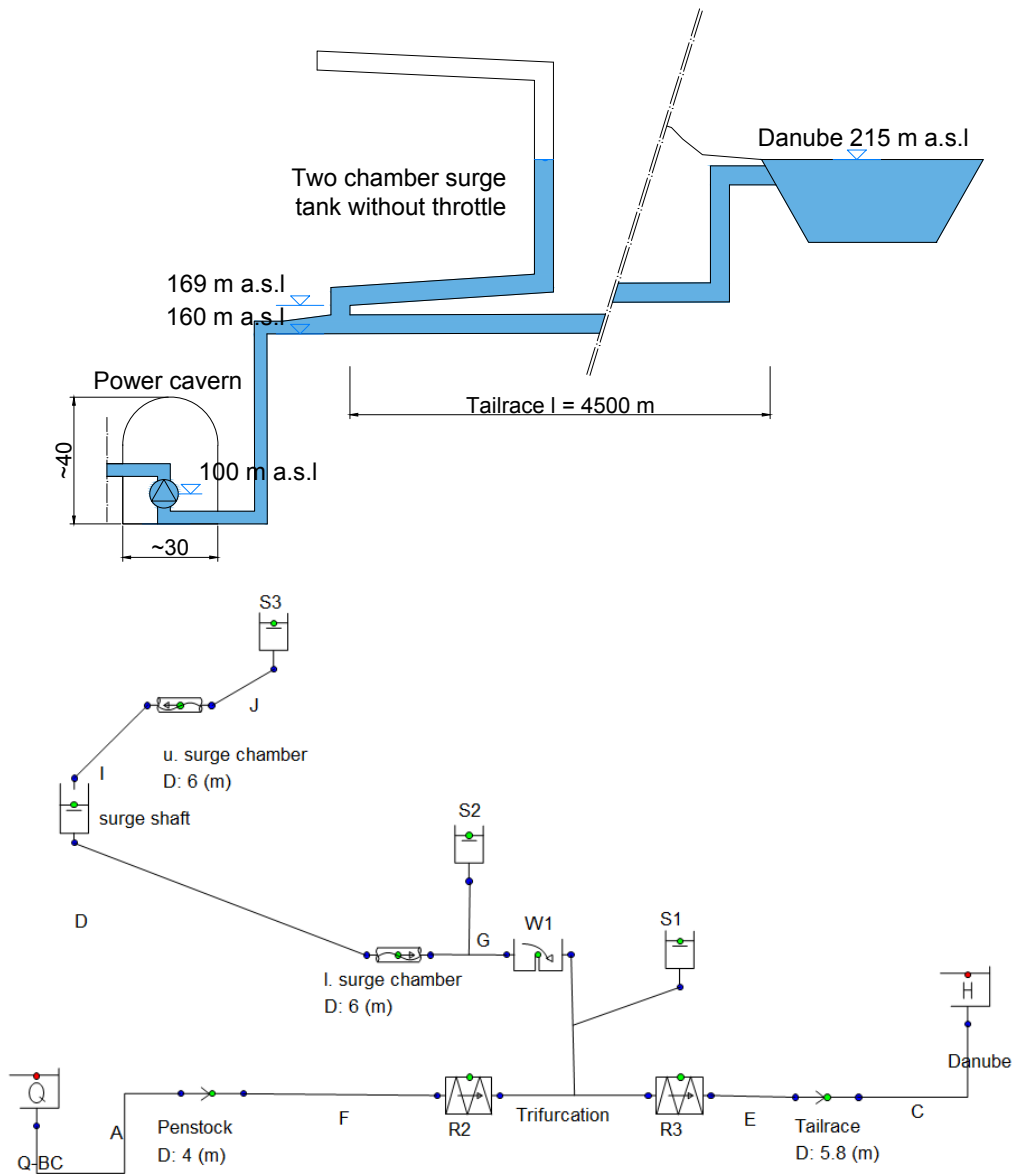 Danube 215 m a.s.l
Two chamber surge
tank without throttle
169 m a.s.l
160 m a.s.l
Power cavern
Tailrace l = 4500 m
~40
100 m a.s.l
~30
S3
J
u. surge chamber
D: 6 (m)
I
surge shaft
S2
D
G
W1
S1
l. surge chamber
D: 6 (m)
H
Danube
Q
A
Penstock
D: 4 (m)
F
R2
Trifurcation
R3
E
Tailrace
D: 5.8 (m)
C
Q-BC